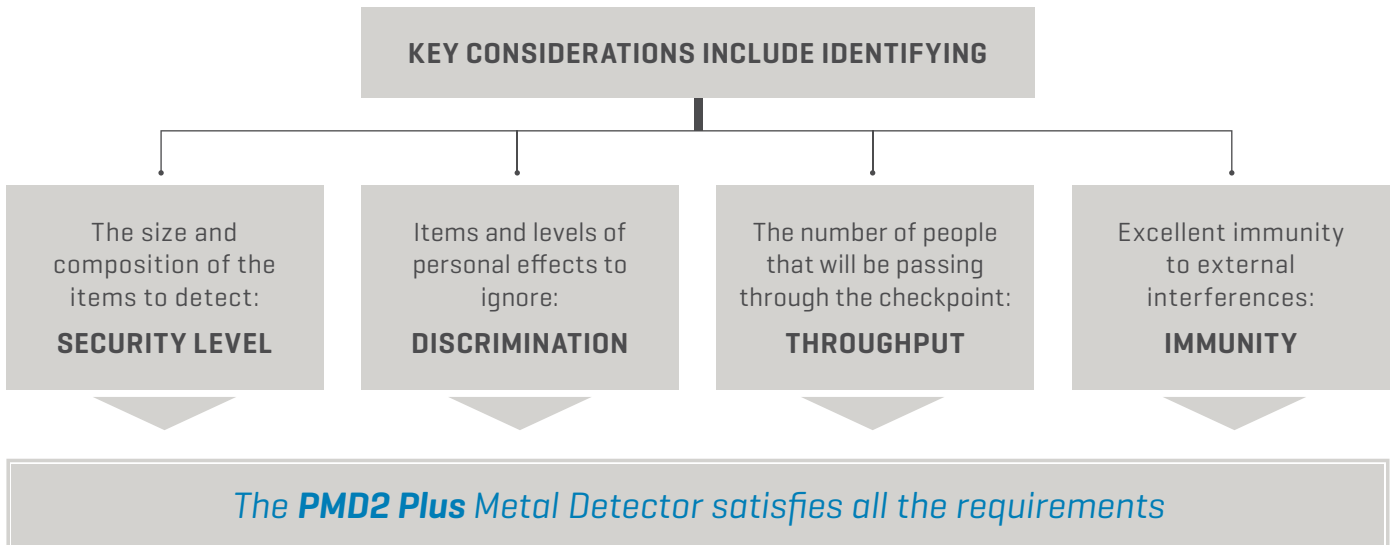 KEY CONSIDERATIONS INCLUDE IDENTIFYING
The size and
composition of the
items to detect:
SECURITY LEVEL
Items and levels of
personal effects to
ignore:
DISCRIMINATION
The number of people
that will be passing
through the checkpoint:
THROUGHPUT
Excellent immunity
to external
interferences:
IMMUNITY
The PMD2 Plus Metal Detector satisfies all the requirements